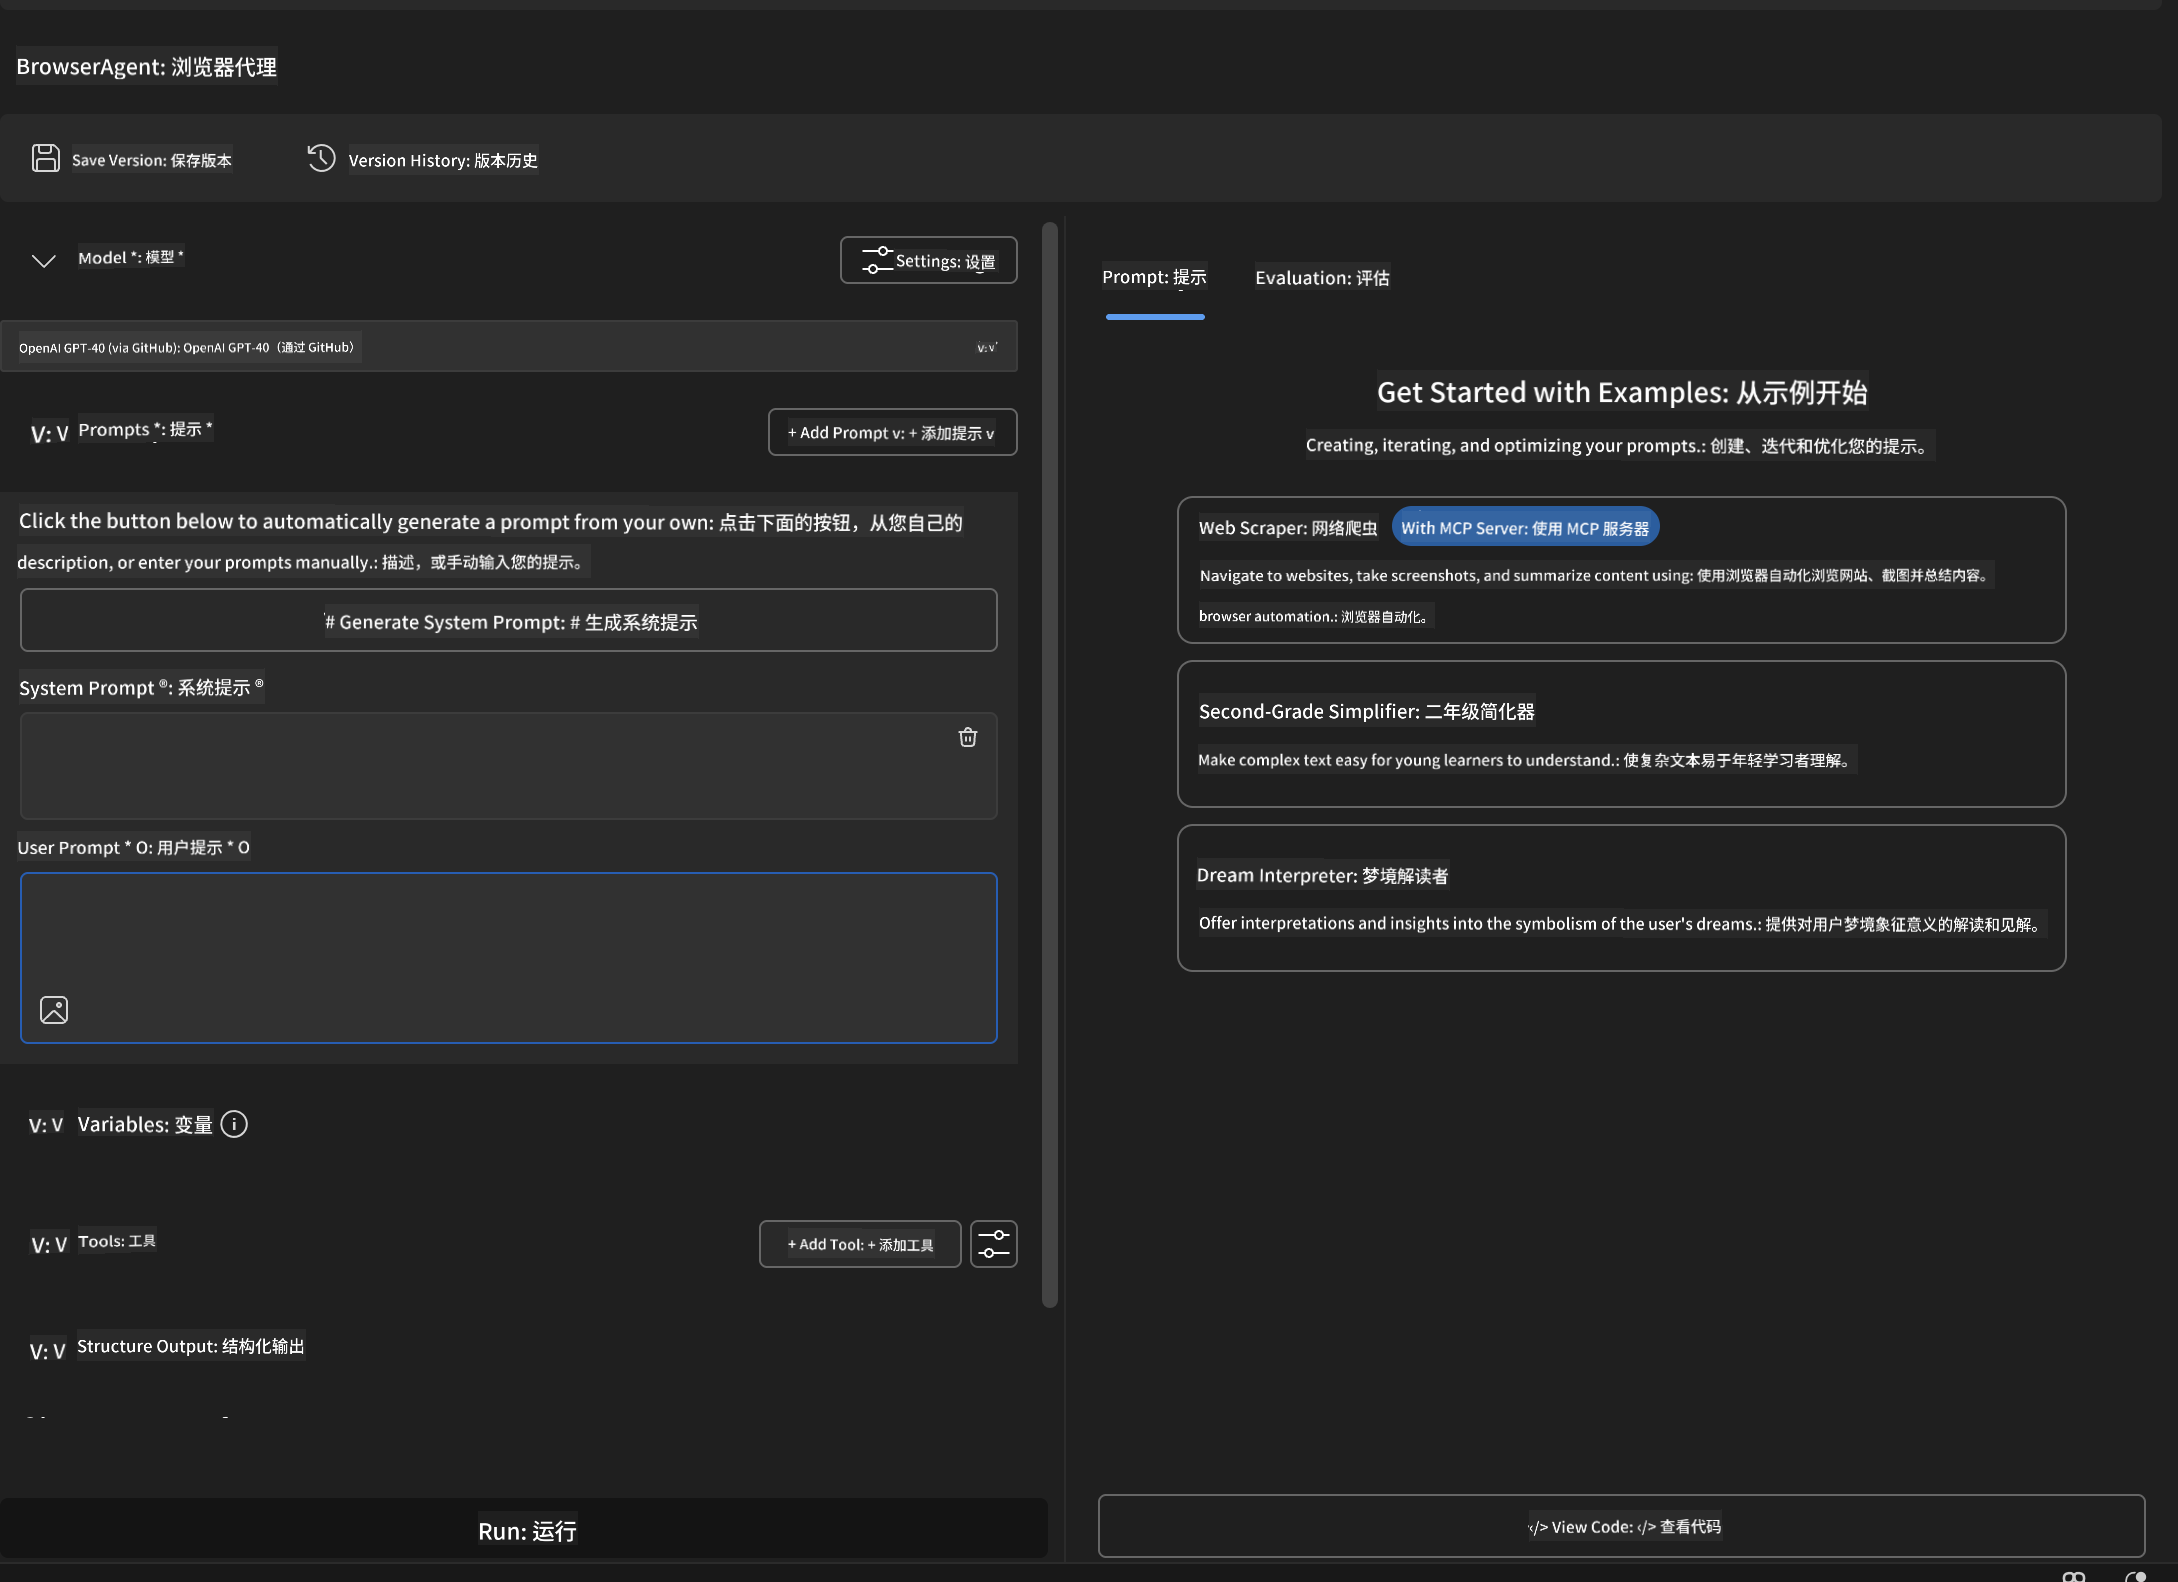 BrowserAgent: 浏览器代理
Save Version: 保存版本
Version History: 版本历史
Model *: 模型 *
Settings: 设置
OpenAI GPT-40 (via GitHub): OpenAI GPT-40（通过 GitHub）
v: v
V: V
Prompts *: 提示 *
+ Add Prompt v: + 添加提示 v
Click the button below to automatically generate a prompt from your own: 点击下面的按钮，从您自己的
description, or enter your prompts manually.: 描述，或手动输入您的提示。
# Generate System Prompt: # 生成系统提示
System Prompt ®: 系统提示 ®
User Prompt * O: 用户提示 * O
V: V
Variables: 变量
V: V
Tools: 工具
+ Add Tool: + 添加工具
V: V
Structure Output: 结构化输出
Run: 运行
Prompt: 提示
Evaluation: 评估
Get Started with Examples: 从示例开始
Creating, iterating, and optimizing your prompts.: 创建、迭代和优化您的提示。
Web Scraper: 网络爬虫
With MCP Server: 使用 MCP 服务器
Navigate to websites, take screenshots, and summarize content using: 使用浏览器自动化浏览网站、截图并总结内容。
browser automation.: 浏览器自动化。
Second-Grade Simplifier: 二年级简化器
Make complex text easy for young learners to understand.: 使复杂文本易于年轻学习者理解。
Dream Interpreter: 梦境解读者
Offer interpretations and insights into the symbolism of the user's dreams.: 提供对用户梦境象征意义的解读和见解。
</> View Code: </> 查看代码